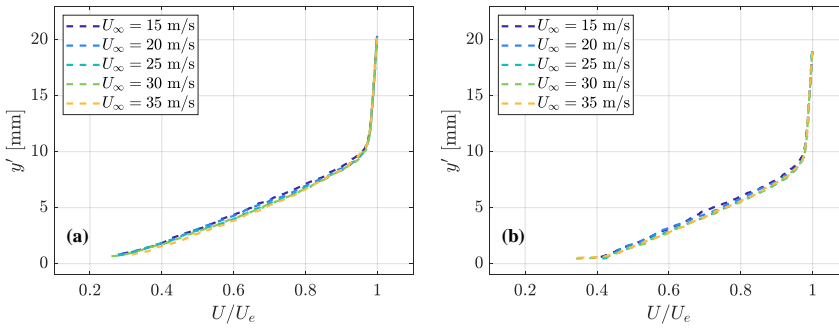 U∞ = 15 m/s
U∞ = 20 m/s
U∞ = 25 m/s
U∞ = 30 m/s
U∞ = 35 m/s
20
15
10
5
0
y′ [mm]
(a)
0.2 0.4 0.6 0.8 1
U/Ue
U∞ = 15 m/s
U∞ = 20 m/s
U∞ = 25 m/s
U∞ = 30 m/s
U∞ = 35 m/s
20
15
10
5
0
y′ [mm]
(b)
0.2 0.4 0.6 0.8 1
U/Ue